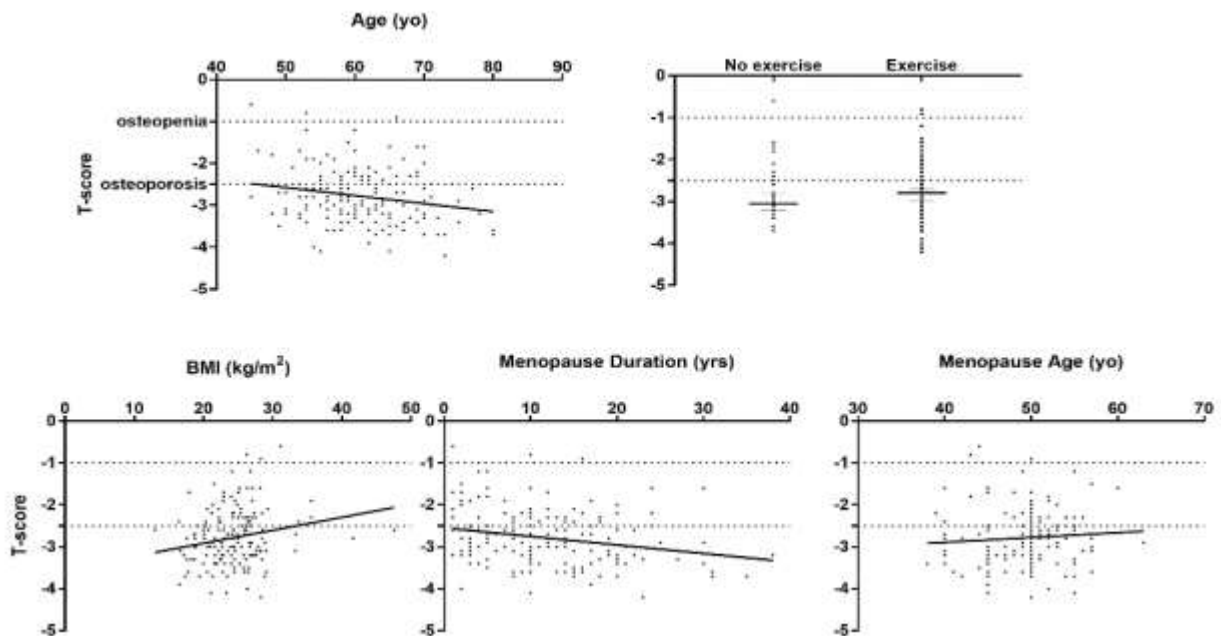 Age (yo)
40 50 60 70 80 90
0
osteopenia
-2
osteoporosis
-3
-4
-5
T-score
No exercise Exercise
0
-1
-2
-3
-4
-5
BMI (kg/m²)
0 10 20 30 40 50
0
-1
-2
-3
-4
-5
T-score
Menopause Duration (yrs)
0 10 20 30 40
0
-1
-2
-3
-4
-5
Menopause Age (yo)
30 40 50 60 70
0
-1
-2
-3
-4
-5